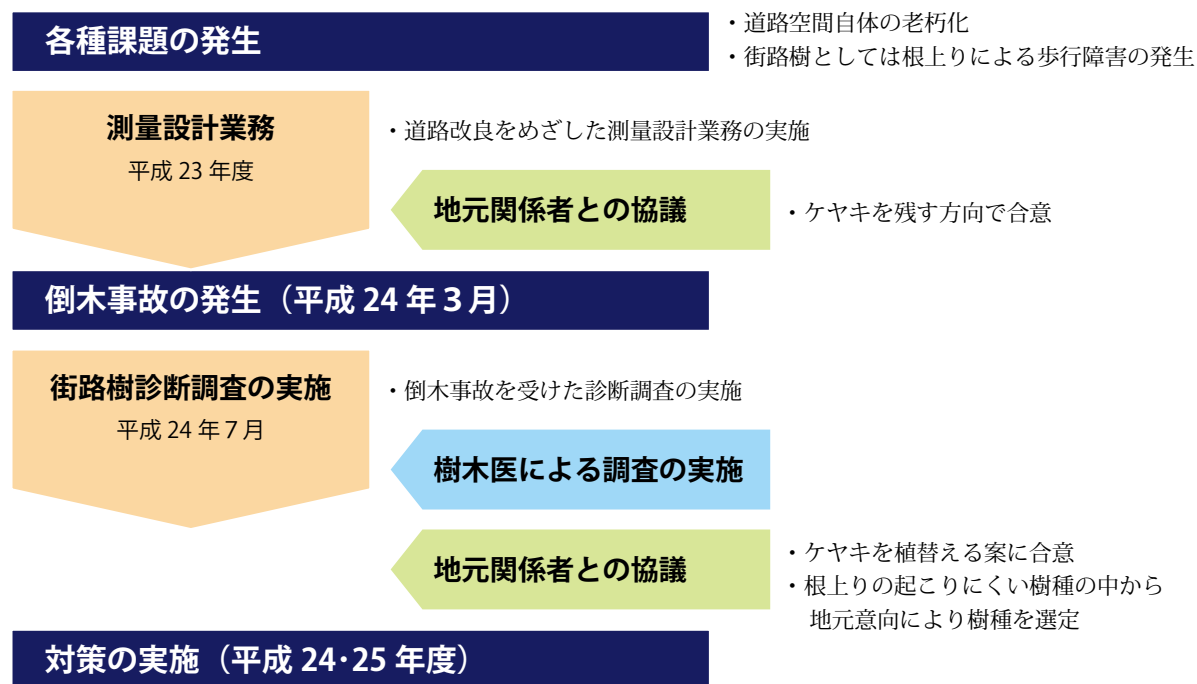 各種課題の発生
・道路空間自体の老朽化
・街路樹としては根上りによる歩行障害の発生
測量設計業務
平成 23 年度
・道路改良をめざした測量設計業務の実施
地元関係者との協議
・ケヤキを残す方向で合意
倒木事故の発生（平成 24 年３月）
街路樹診断調査の実施
平成 24 年７月
・倒木事故を受けた診断調査の実施
樹木医による調査の実施
地元関係者との協議
・ケヤキを植替える案に合意
・根上りの起こりにくい樹種の中から
地元意向により樹種を選定
対策の実施（平成 24･25 年度）